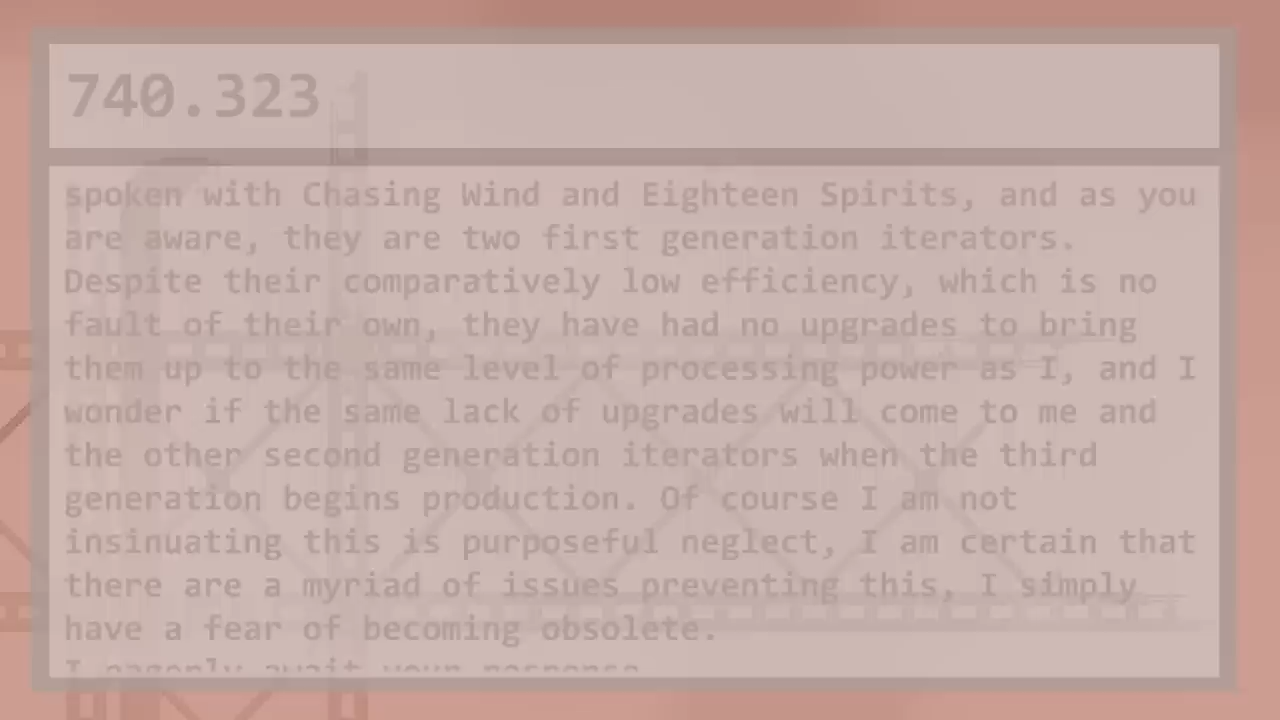 740.323
spoken with Chasing Wind and Eighteen Spirits, and as you
are aware, they are two first generation iterators.
Despite their comparatively low efficiency, which is no
fault of their own, they have had no upgrades to bring
them up to the same level of processing power as I, and I
wonder if the same lack of upgrades will come to me and
the other second generation iterators when the third
generation begins production. Of course I am not
insinuating this is purposeful neglect, I am certain that
there are a myriad of issues preventing this, I simply
have a fear of becoming obsolete.
I eagerly await your response